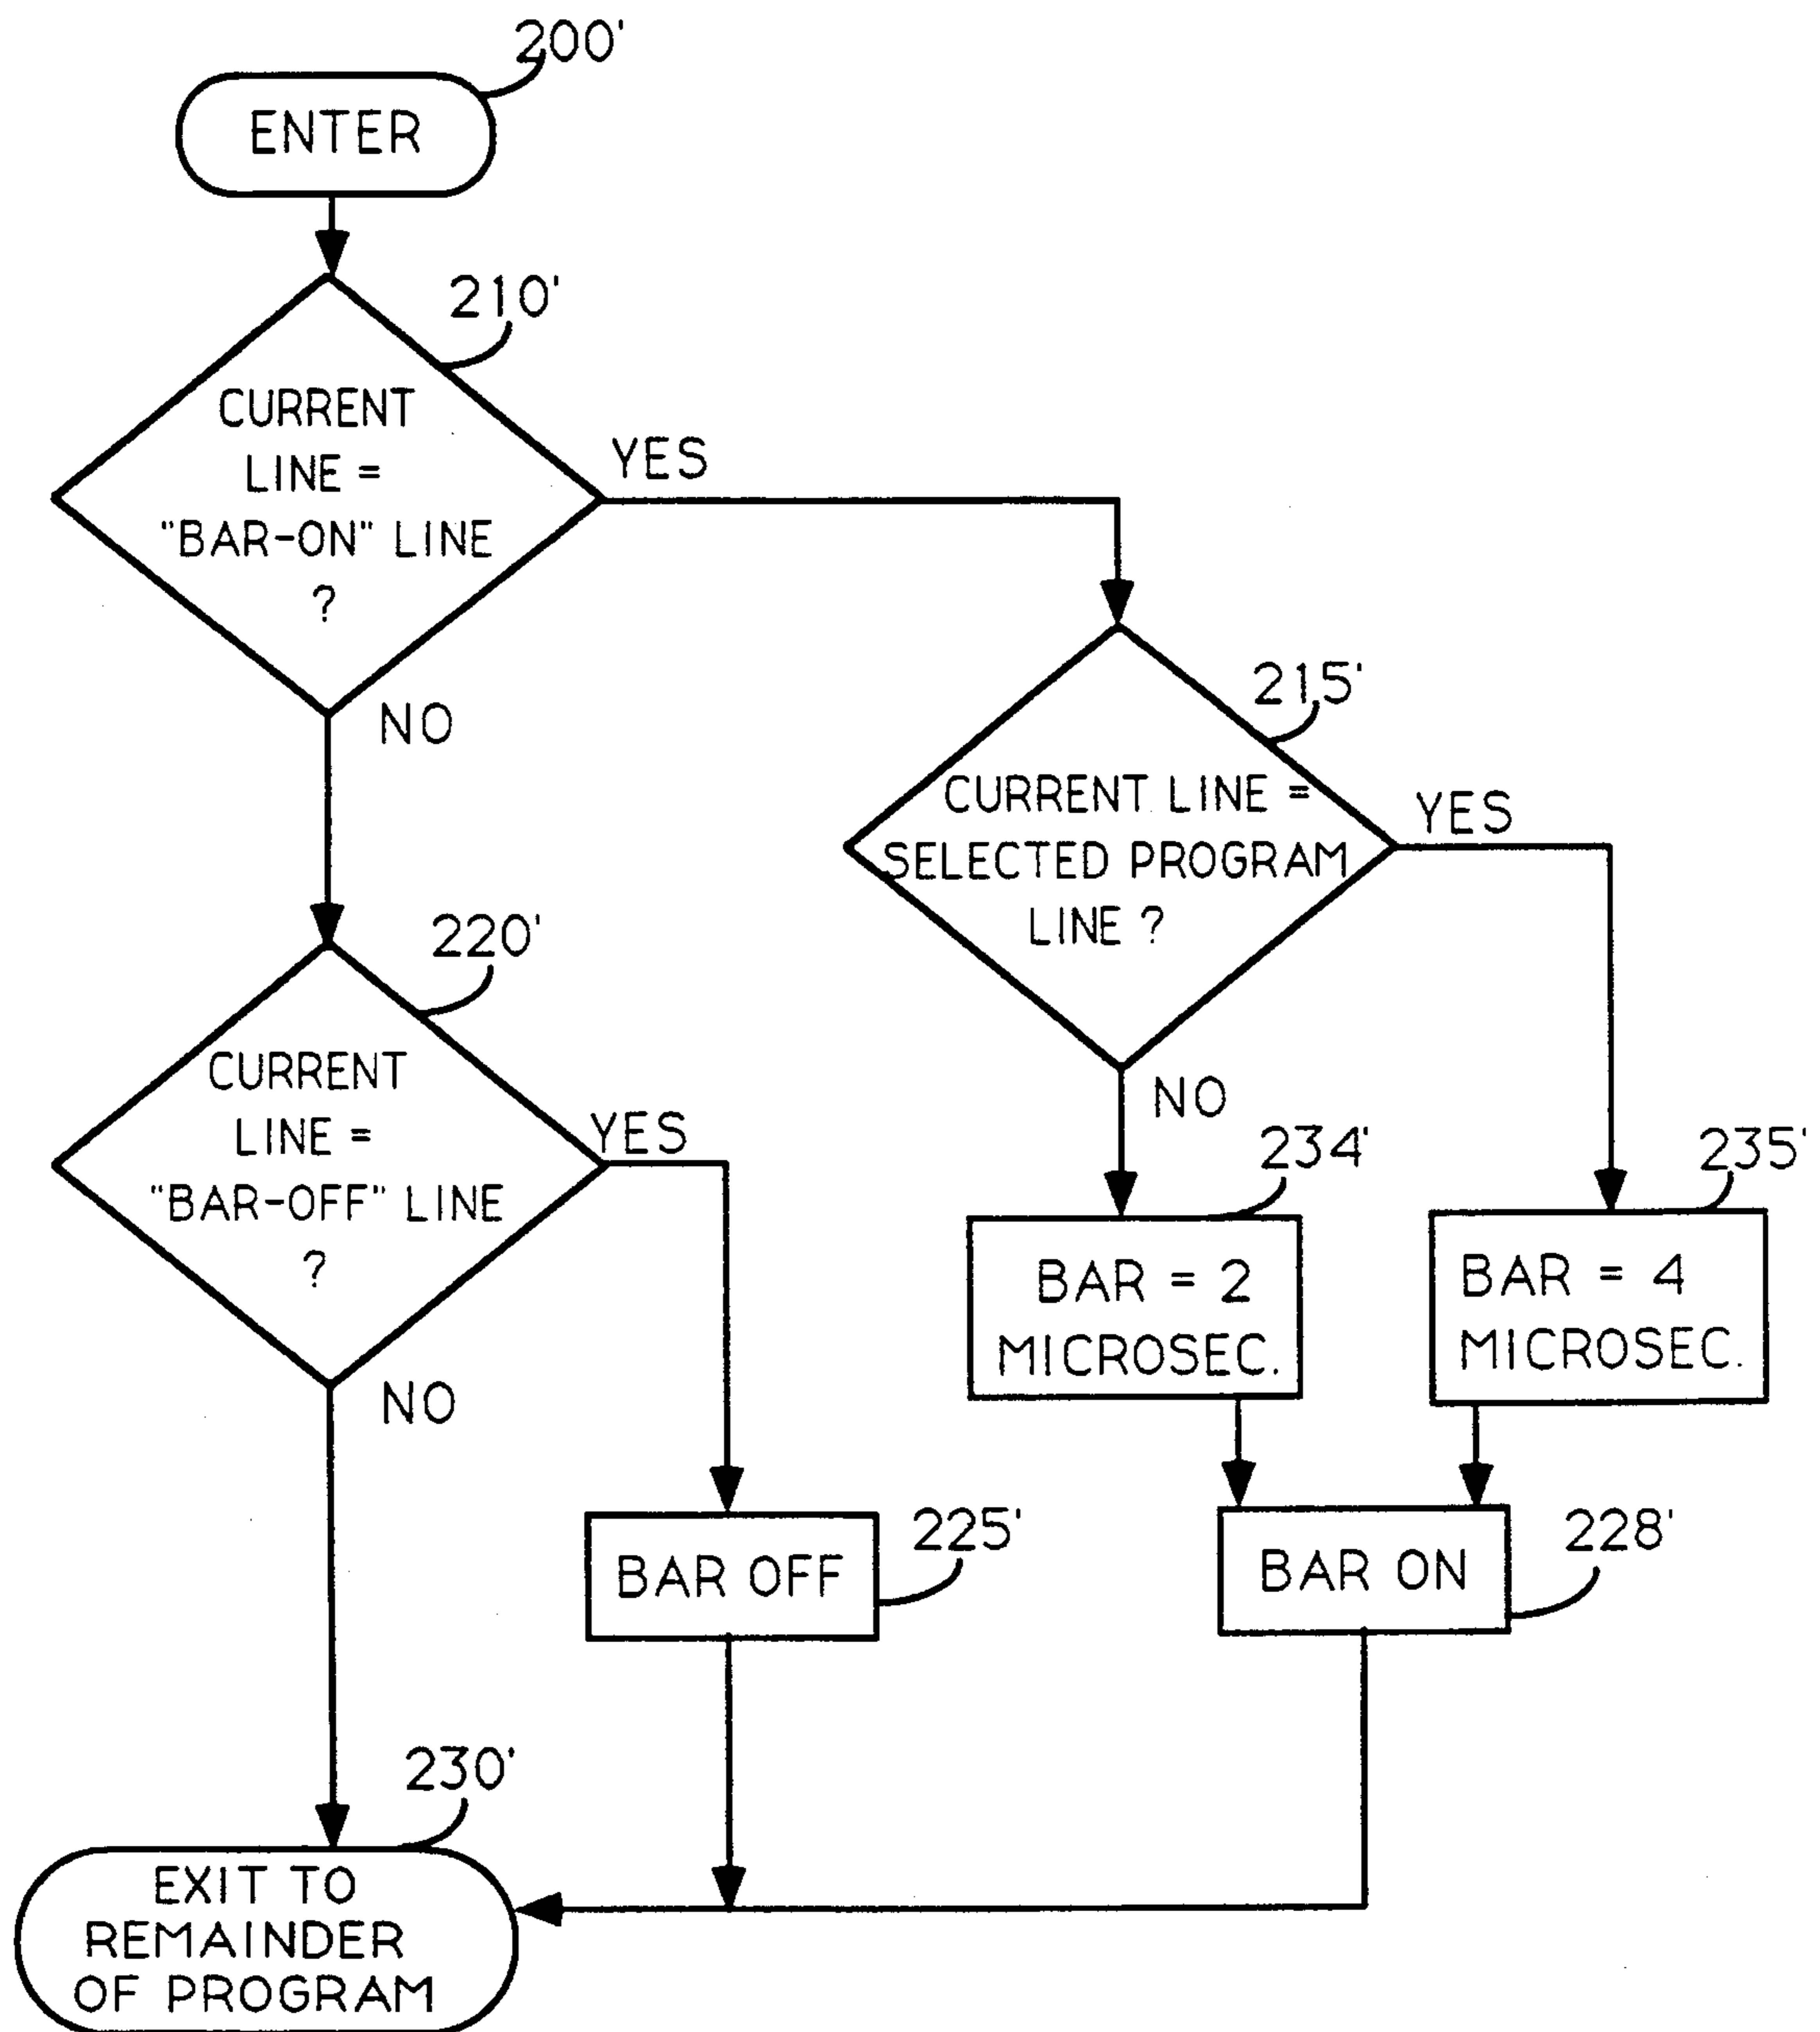 200'
ENTER
210'
CURRENT
LINE =
"BAR-ON" LINE
?
YES
NO
215'
CURRENT LINE =
SELECTED PROGRAM
LINE ?
YES
NO
220'
CURRENT
LINE =
"BAR-OFF" LINE
?
YES
NO
234'
BAR = 2
MICROSEC.
235'
BAR = 4
MICROSEC.
225'
BAR OFF
228'
BAR ON
230'
EXIT TO
REMAINDER
OF PROGRAM